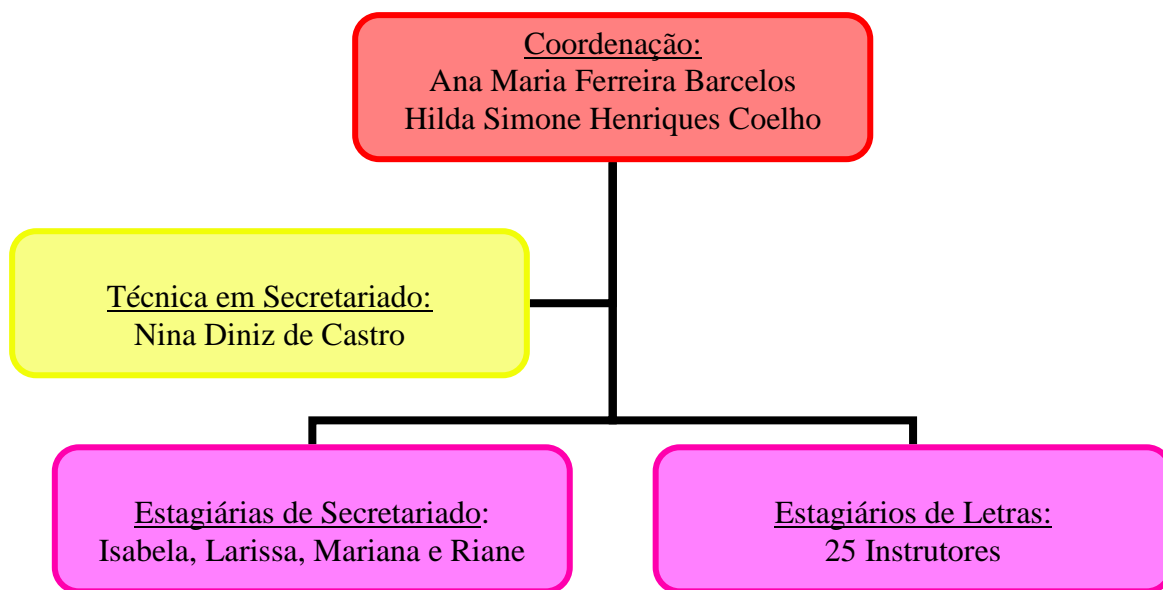 Coordenação:
Ana Maria Ferreira Barcelos
Hilda Simone Henriques Coelho
Técnica em Secretariado:
Nina Diniz de Castro
Estagiárias de Secretariado:
Isabela, Larissa, Mariana e Riane
Estagiários de Letras:
25 Instrutores